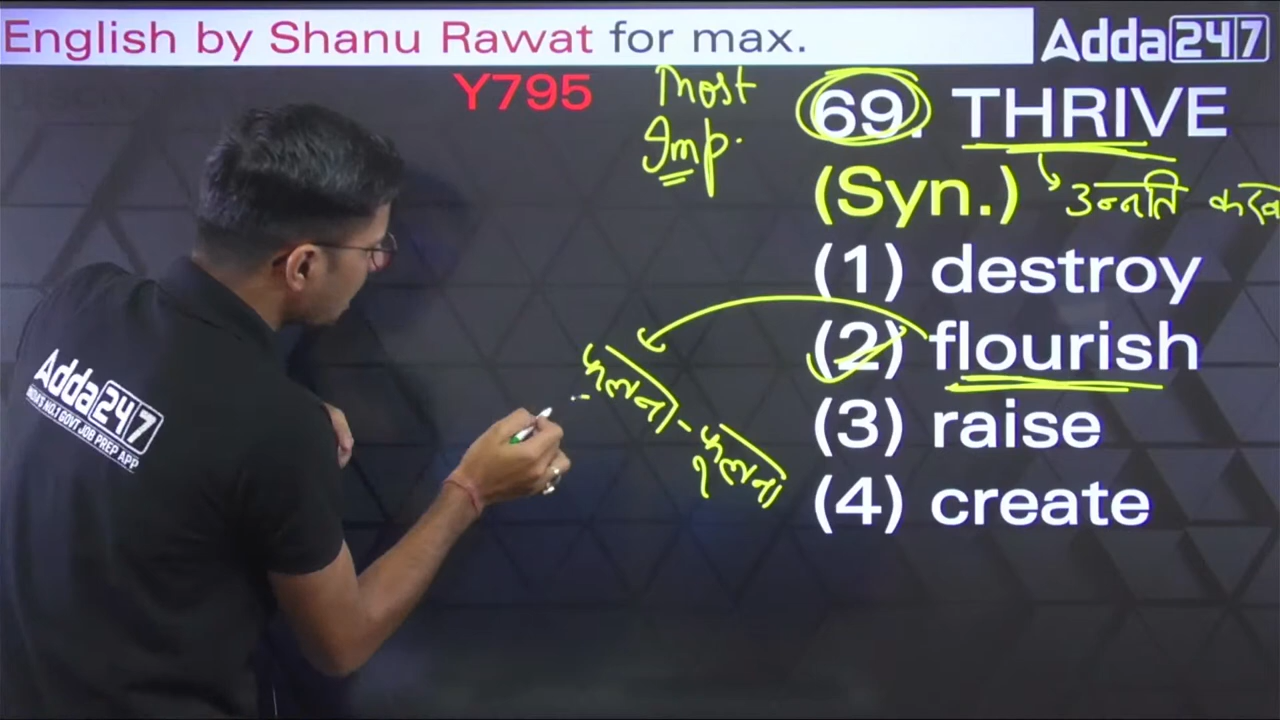 English by Shanu Rawat for max.
Adda247
Y795
Most
Imp.
69. THRIVE
(Syn.)
उन्नति करना
(1) destroy
(2) flourish
फलना - फूलना
(3) raise
(4) create
Adda247
INDIA'S NO.1 GOVT JOB PREP APP